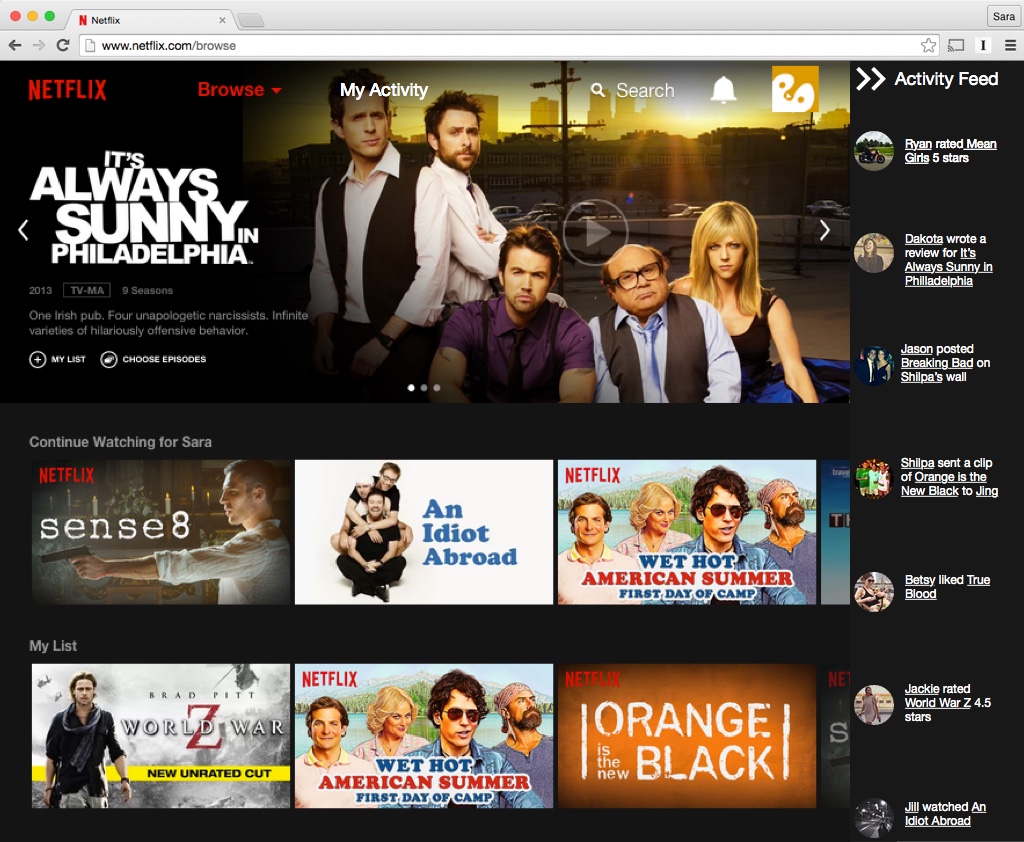 Netflix
Sara
www.netflix.com/browse
I
NETFLIX
Browse
My Activity
Search
Activity Feed
IT'S
ALWAYS
SUNNY IN
PHILADELPHIA
2013 TV-MA 9 Seasons
One Irish pub. Four unapologetic narcissists. Infinite
varieties of hilariously offensive behavior.
MY LIST CHOOSE EPISODES
Ryan rated Mean
Girls 5 stars
Dakota wrote a
review for It's
Always Sunny in
Philadelphia
Jason posted
Breaking Bad on
Shilpa's wall
Shilpa sent a clip
of Orange is the
New Black to Jing
Betsy liked True
Blood
Jackie rated
World War Z 4.5
stars
Jill watched An
Idiot Abroad
Continue Watching for Sara
NETFLIX
sense8
An
Idiot
Abroad
NETFLIX
WET HOT
AMERICAN SUMMER
FIRST DAY OF CAMP
TH
My List
BRAD PITT
WORLD WAR
Z
NEW UNRATED CUT
NETFLIX
WET HOT
AMERICAN SUMMER
FIRST DAY OF CAMP
NETFLIX
ORANGE
is
the
new
BLACK
NE
S